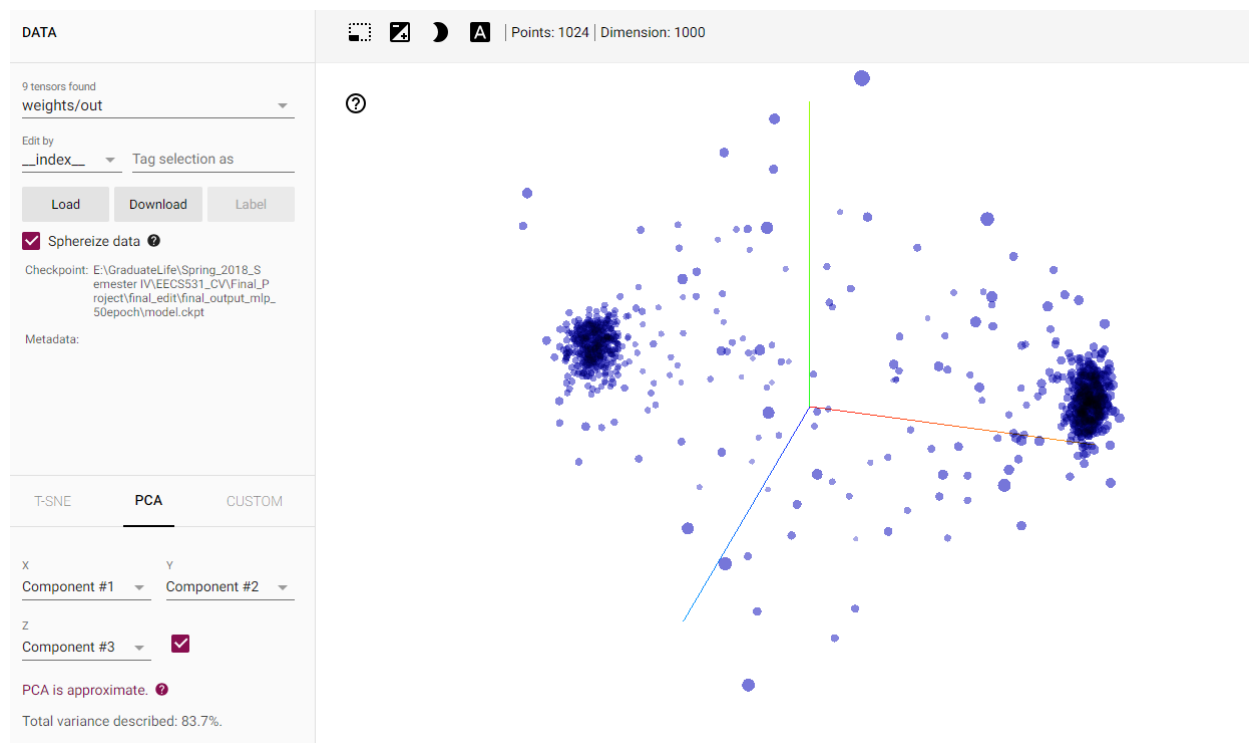 DATA
Points: 1024 | Dimension: 1000
9 tensors found
weights/out
Edit by
__index__ Tag selection as
Load Download Label
Sphereize data
Checkpoint: E:\GraduateLife\Spring_2018_S
emester IV\EECS531_CV\Final_P
roject\final_edit\final_output_mlp_
50epoch\model.ckpt
Metadata:
T-SNE PCA CUSTOM
X Y
Component #1 Component #2
Z
Component #3
PCA is approximate.
Total variance described: 83.7%.